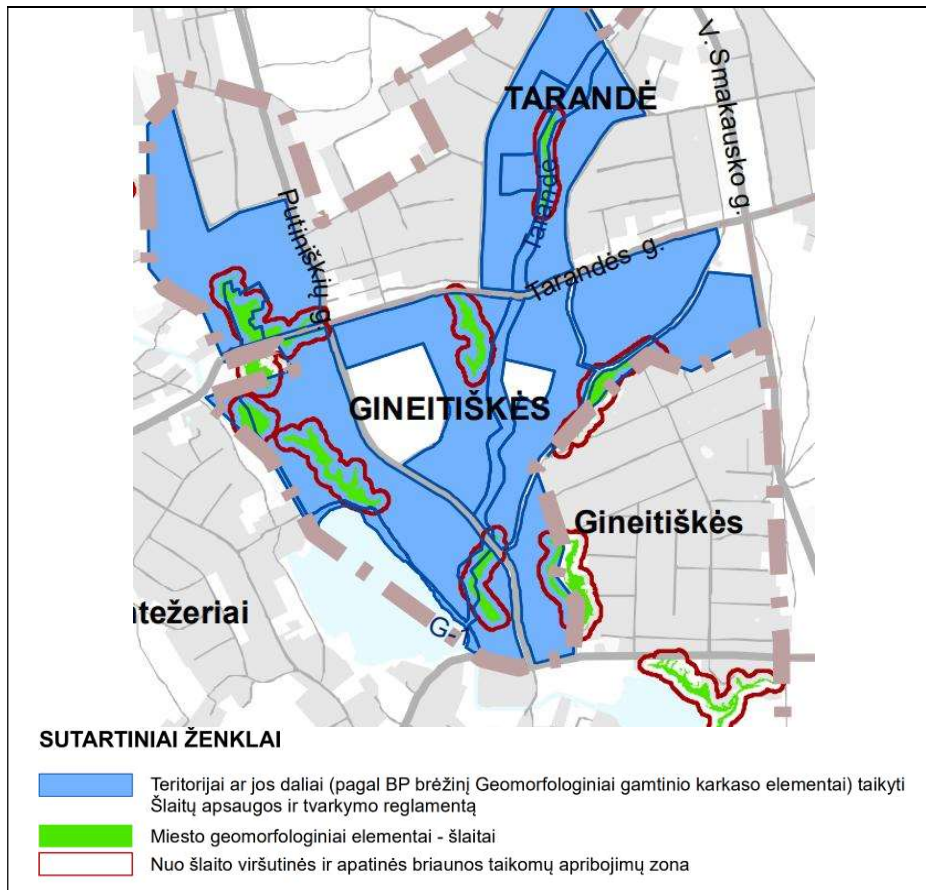 V. Smakausko g.
TARANDĖ
Tarandė
Putiniškių g.
Tarandės g.
GINEITIŠKĖS
Gineitiškės
ntežeriai
G-1
SUTARTINIAI ŽENKLAI
Teritorijai ar jos daliai (pagal BP brėžinį Geomorfologiniai gamtinio karkaso elementai) taikyti
Šlaitų apsaugos ir tvarkymo reglamentą
Miesto geomorfologiniai elementai - šlaitai
Nuo šlaito viršutinės ir apatinės briaunos taikomų apribojimų zona